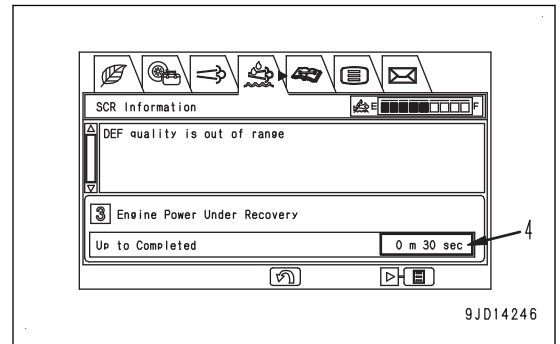 SCR Information
E F
DEF quality is out of range
3 Engine Power Under Recovery
Up to Completed 0 m 30 sec
4
9JD14246